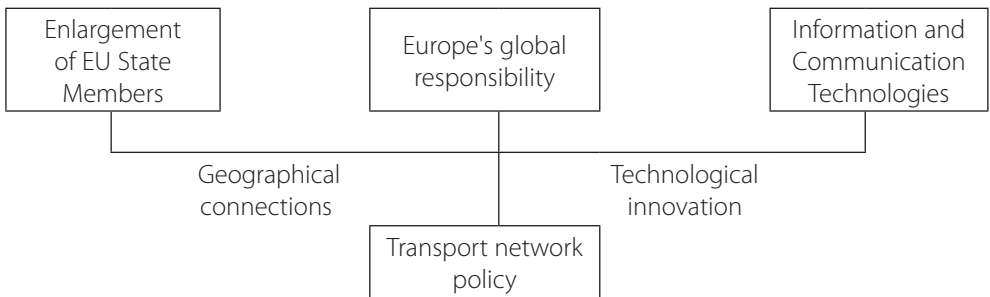 Enlargement
of EU State
Members
Europe's global
responsibility
Information and
Communication
Technologies
Geographical
connections
Technological
innovation
Transport network
policy